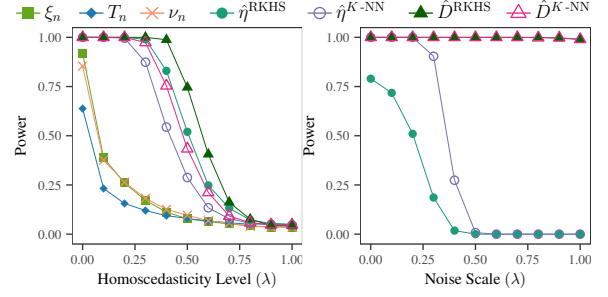 ξₙ Tₙ νₙ η̂^RKHS η̂^K-NN D̂^RKHS D̂^K-NN
1.00 1.00
0.75 0.75
Power Power
0.50 0.50
0.25 0.25
0.00 0.00
0.00 0.25 0.50 0.75 1.00 0.00 0.25 0.50 0.75 1.00
Homoscedasticity Level (λ) Noise Scale (λ)